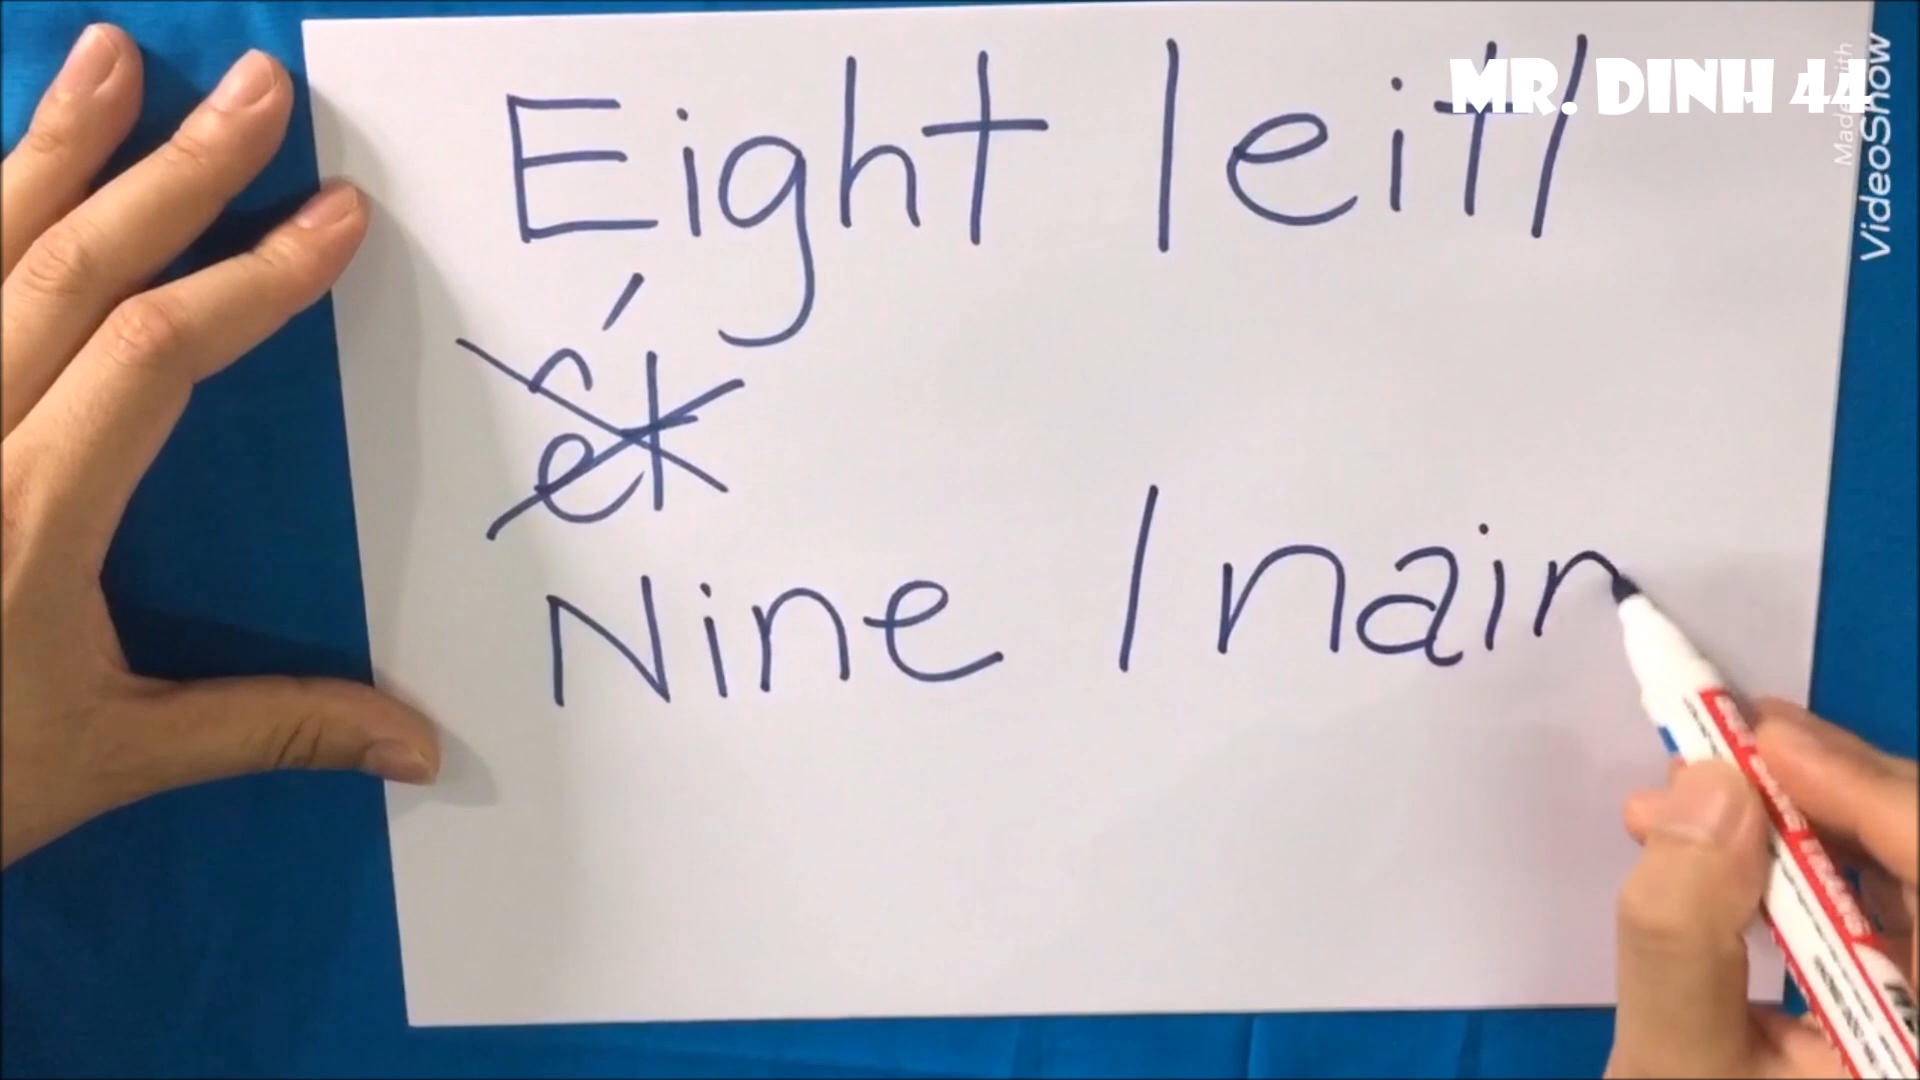 MR. DINH 44
Made with
VideoShow
Eight /eit/
ết
Nine /nain